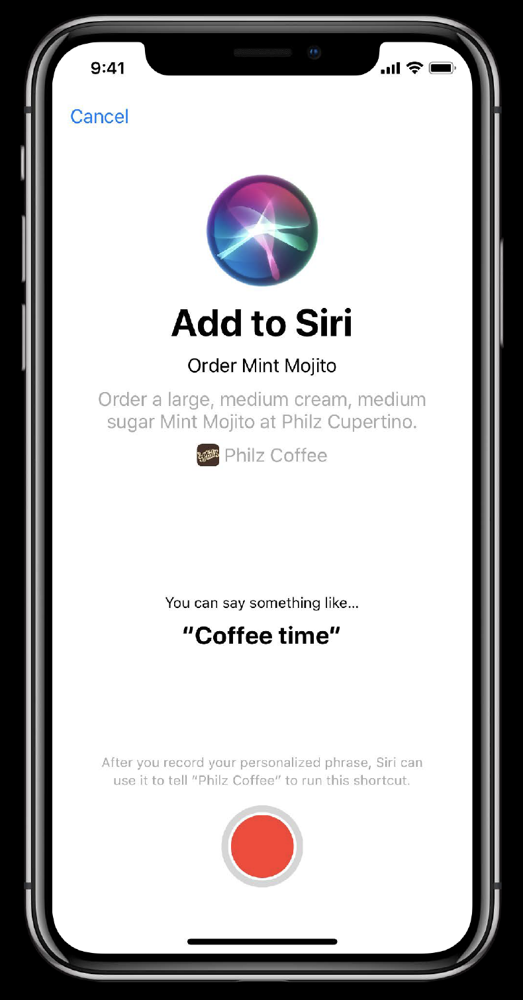 9:41
Cancel
Add to Siri
Order Mint Mojito
Order a large, medium cream, medium
sugar Mint Mojito at Philz Cupertino.
Philz
Philz Coffee
You can say something like…
“Coffee time”
After you record your personalized phrase, Siri can
use it to tell “Philz Coffee” to run this shortcut.